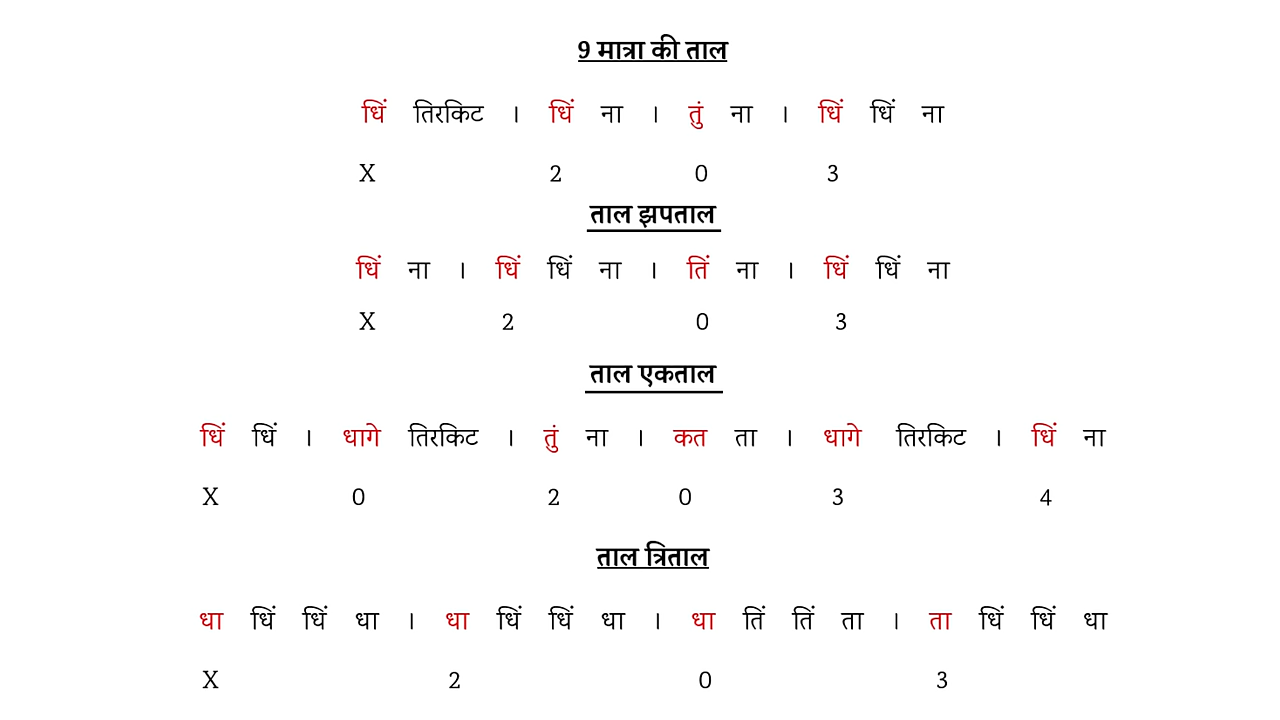 9 मात्रा की ताल
धिं तिरकिट । धिं ना । तुं ना । धिं धिं ना
X 2 0 3
ताल झपताल
धिं ना । धिं धिं ना । तिं ना । धिं धिं ना
X 2 0 3
ताल एकताल
धिं धिं । धागे तिरकिट । तुं ना । कत ता । धागे तिरकिट । धिं ना
X 0 2 0 3 4
ताल त्रिताल
धा धिं धिं धा । धा धिं धिं धा । धा तिं तिं ता । ता धिं धिं धा
X 2 0 3